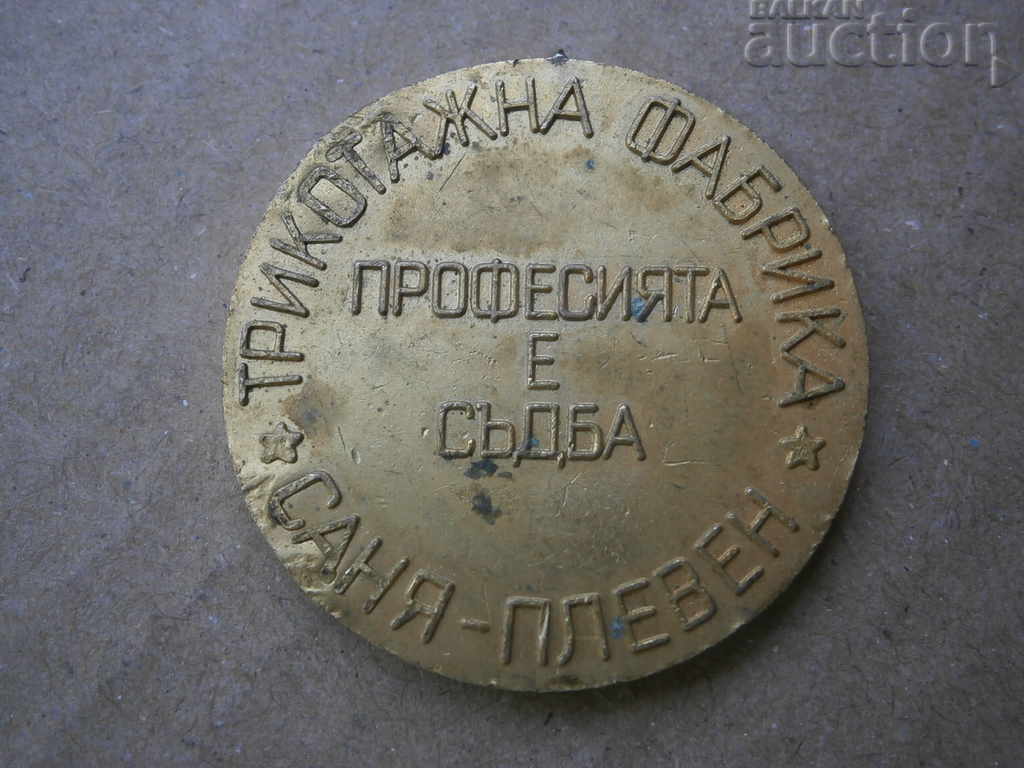 BALKAN
auction
ТРИКОТАЖНА ФАБРИКА
ПРОФЕСИЯТА
Е
СЪДБА
САНЯ-ПЛЕВЕН